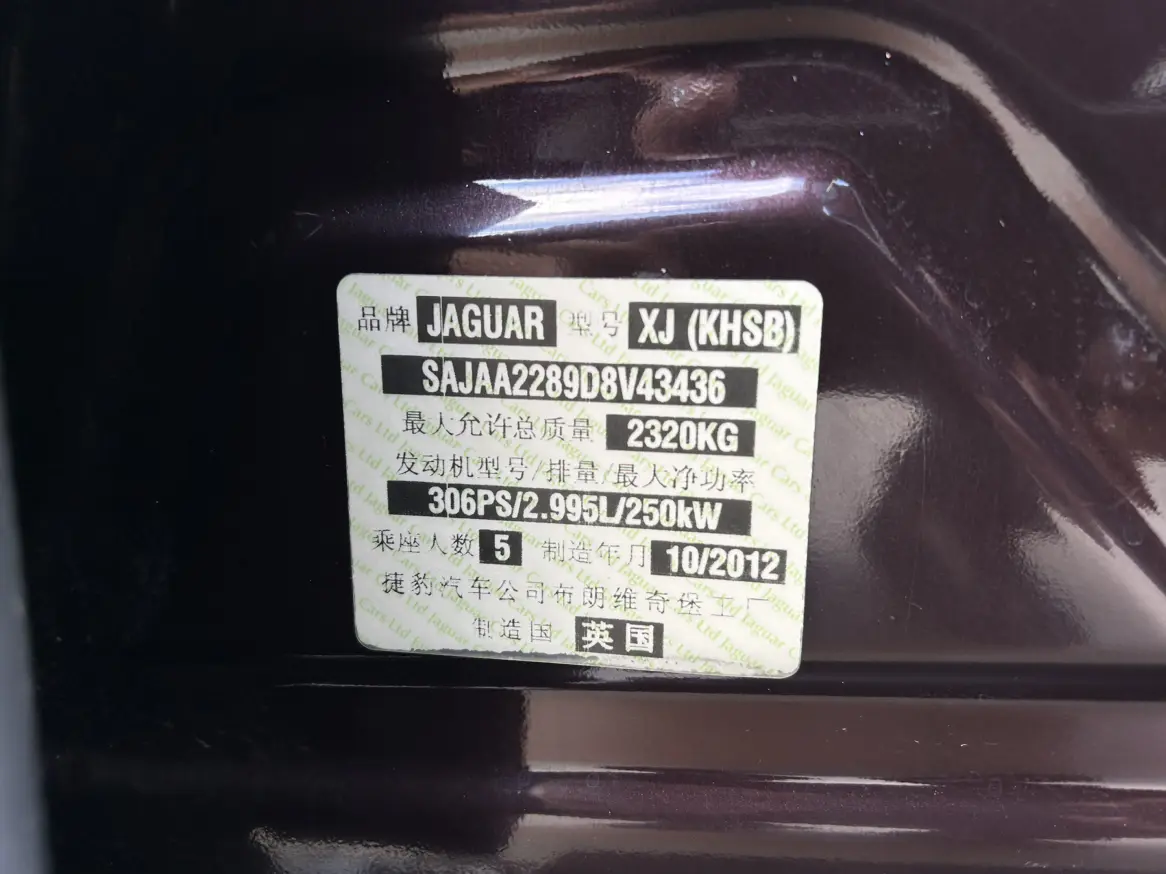 品牌 JAGUAR 型号 XJ (KHSB)
SAJAA2289D8V43436
最大允许总质量 2320KG
发动机型号/排量/最大净功率
306PS/2.995L/250kW
乘座人数 5 制造年月 10/2012
捷豹汽车公司布朗维奇堡工厂
制造国 英国